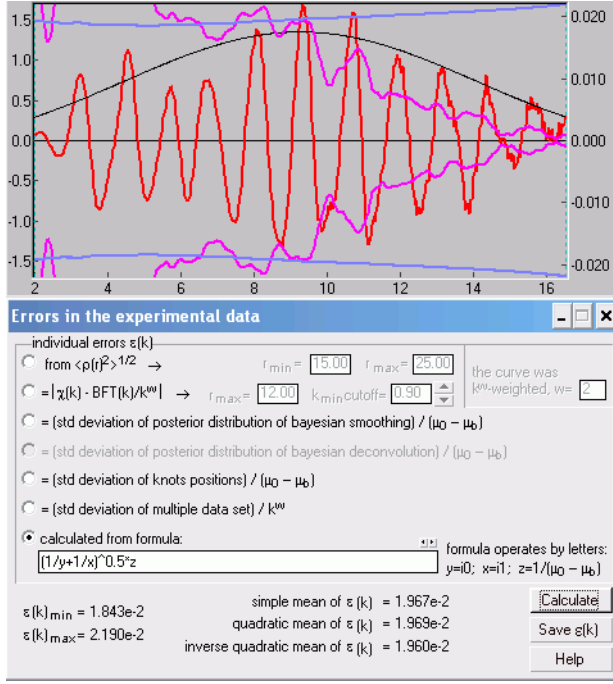 1.5
1.0
0.5
0.0
-0.5
-1.0
-1.5
0.020
0.010
0.000
-0.010
-0.020
2 4 6 8 10 12 14 16
Errors in the experimental data
individual errors ε(k)
from <ρ(r)²>¹/² → rmin= 15.00 rmax= 25.00
the curve was
kʷ-weighted, w= 2
=|χ(k) - BFT(k)/kʷ| → rmax= 12.00 kmincutoff= 0.90
= (std deviation of posterior distribution of bayesian smoothing) / (μ₀ – μb)
= (std deviation of posterior distribution of bayesian deconvolution) / (μ₀ – μb)
= (std deviation of knots positions) / (μ₀ – μb)
= (std deviation of multiple data set) / kʷ
calculated from formula:
(1/y+1/x)^0.5*z
formula operates by letters:
y=i0; x=i1; z=1/(μ₀ – μb)
ε(k)min = 1.843e-2
ε(k)max = 2.190e-2
simple mean of ε(k) = 1.967e-2
quadratic mean of ε(k) = 1.969e-2
inverse quadratic mean of ε(k) = 1.960e-2
Calculate
Save ε(k)
Help